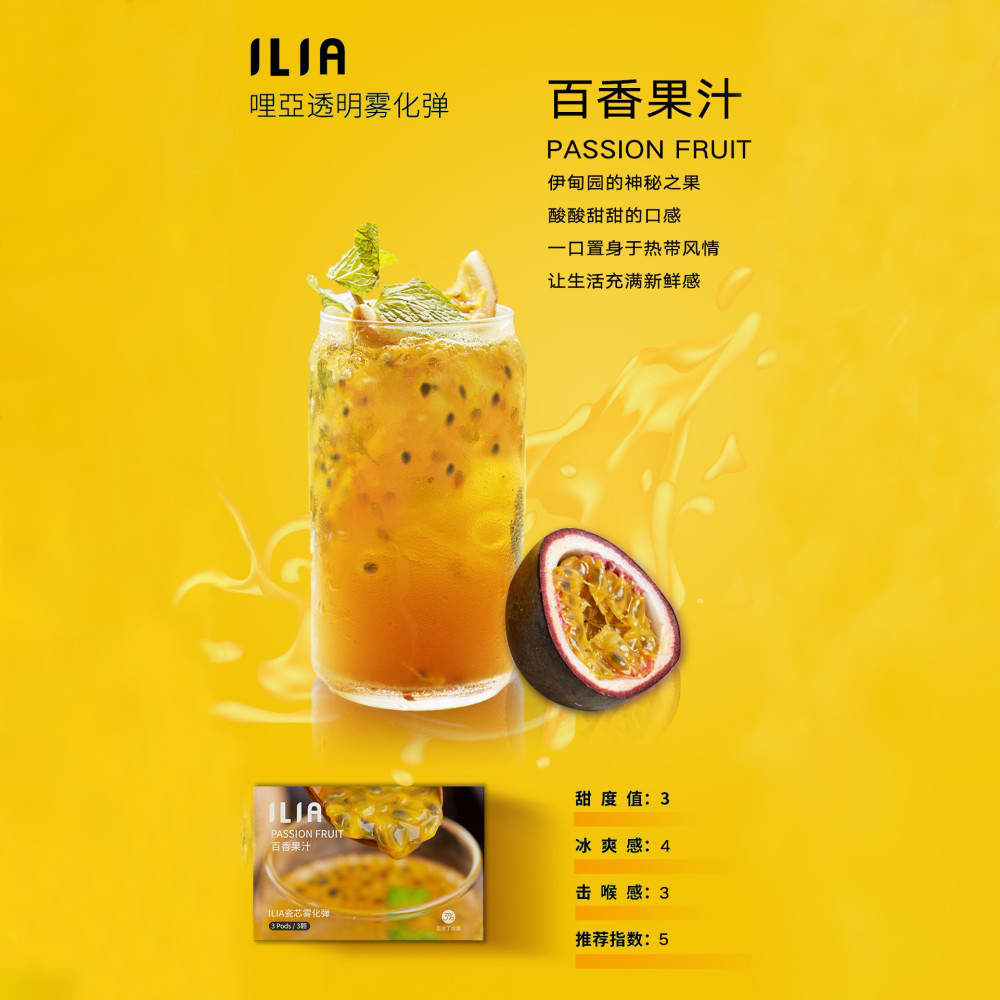 ILIA
哩亞透明雾化弹
百香果汁
PASSION FRUIT
伊甸园的神秘之果
酸酸甜甜的口感
一口置身于热带风情
让生活充满新鲜感
ILIA
PASSION FRUIT
百香果汁
ILIA瓷芯雾化弹
3 Pods / 3颗
甜度值：3
冰爽感：4
击喉感：3
推荐指数：5